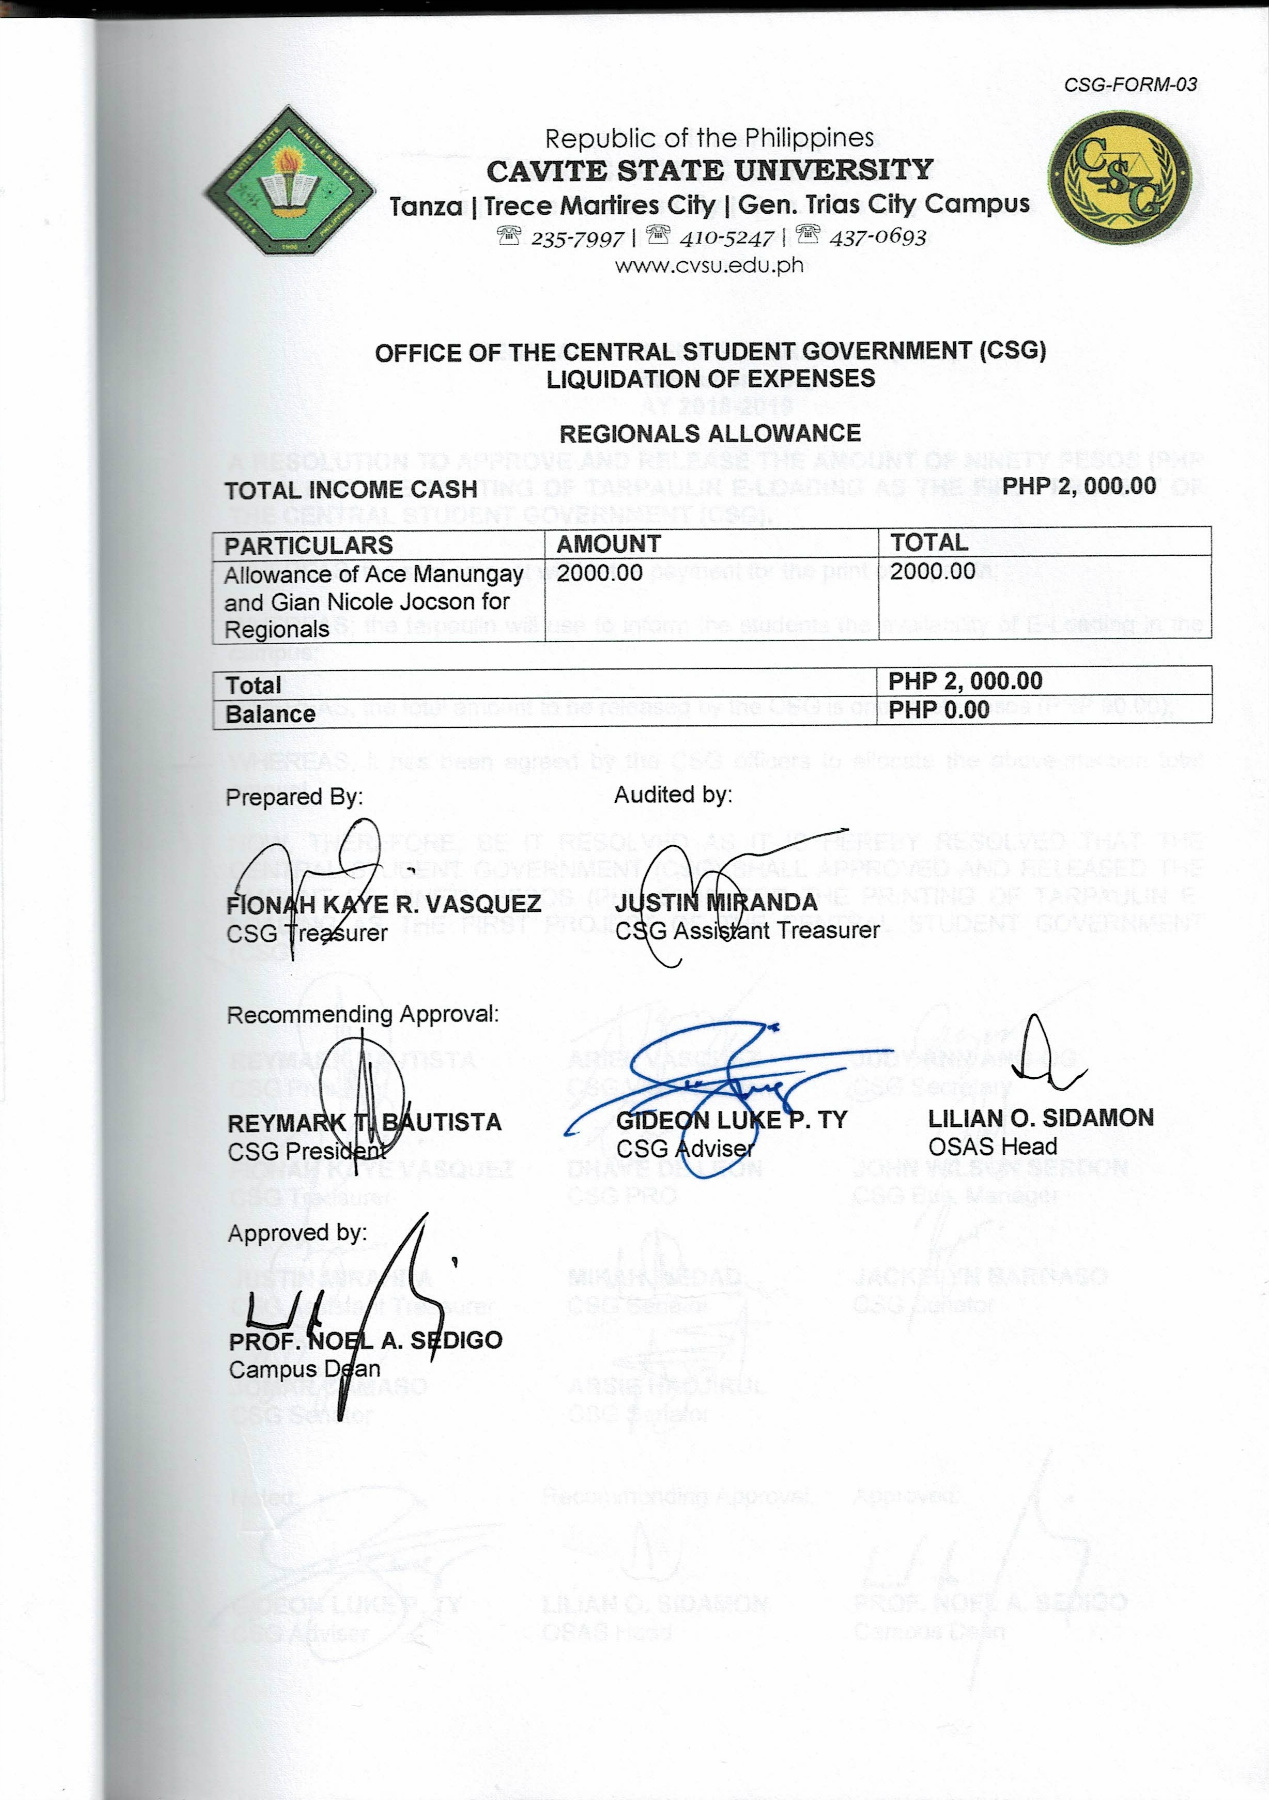 CSG-FORM-03
Republic of the Philippines
CAVITE STATE UNIVERSITY
Tanza | Trece Martires City | Gen. Trias City Campus
☏ 235-7997 | ☏ 410-5247 | ☏ 437-0693
www.cvsu.edu.ph
OFFICE OF THE CENTRAL STUDENT GOVERNMENT (CSG)
LIQUIDATION OF EXPENSES
REGIONALS ALLOWANCE
TOTAL INCOME CASH PHP 2, 000.00
PARTICULARS AMOUNT TOTAL
Allowance of Ace Manungay 2000.00 2000.00
and Gian Nicole Jocson for
Regionals
Total PHP 2, 000.00
Balance PHP 0.00
Prepared By: Audited by:
FIONAH KAYE R. VASQUEZ JUSTIN MIRANDA
CSG Treasurer CSG Assistant Treasurer
Recommending Approval:
REYMARK T. BAUTISTA GIDEON LUKE P. TY LILIAN O. SIDAMON
CSG President CSG Adviser OSAS Head
Approved by:
PROF. NOEL A. SEDIGO
Campus Dean